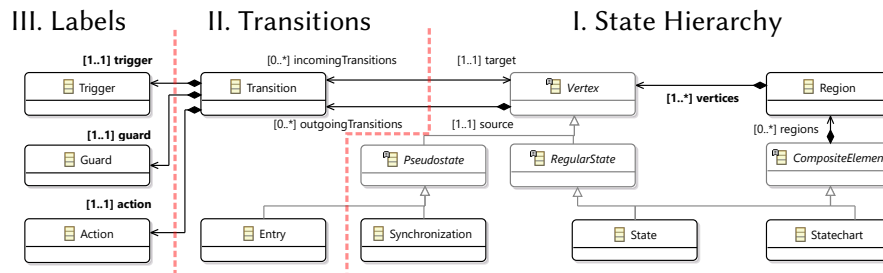 III. Labels II. Transitions I. State Hierarchy
[1..1] trigger [0..*] incomingTransitions [1..1] target
Trigger Transition Vertex Region
[1..*] vertices
[0..*] outgoingTransitions [1..1] source
[0..*] regions
[1..1] guard
Guard Pseudostate RegularState CompositeElement
[1..1] action
Action Entry Synchronization State Statechart